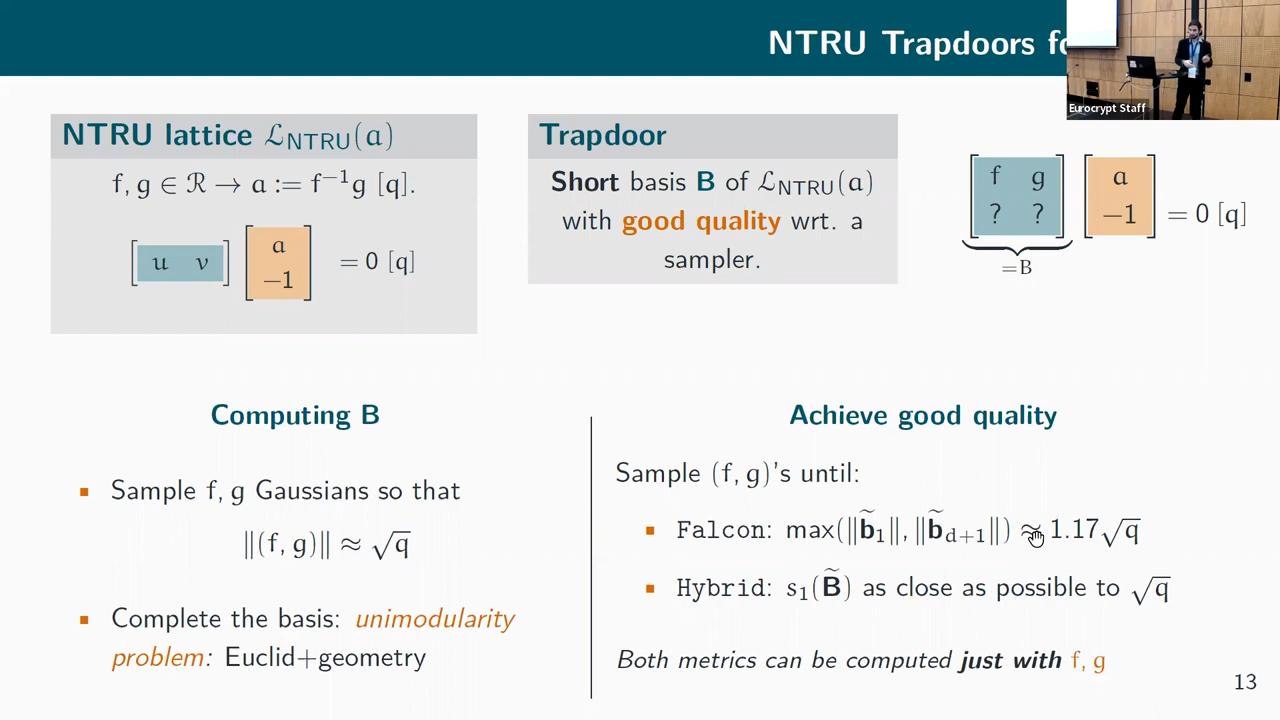 NTRU Trapdoors fo
Eurocrypt Staff
NTRU lattice ℒ_NTRU(a)
f, g ∈ ℛ → a := f⁻¹g [q].
[u v] [a −1] = 0 [q]
Trapdoor
Short basis B of ℒ_NTRU(a)
with good quality wrt. a
sampler.
[f g ? ?] [a −1] = 0 [q]
=B
Computing B
▪ Sample f, g Gaussians so that
‖(f, g)‖ ≈ √q
▪ Complete the basis: unimodularity
problem: Euclid+geometry
Achieve good quality
Sample (f, g)'s until:
▪ Falcon: max(‖b̃₁‖, ‖b̃_{d+1}‖) ≈ 1.17√q
▪ Hybrid: s₁(B̃) as close as possible to √q
Both metrics can be computed just with f, g
13